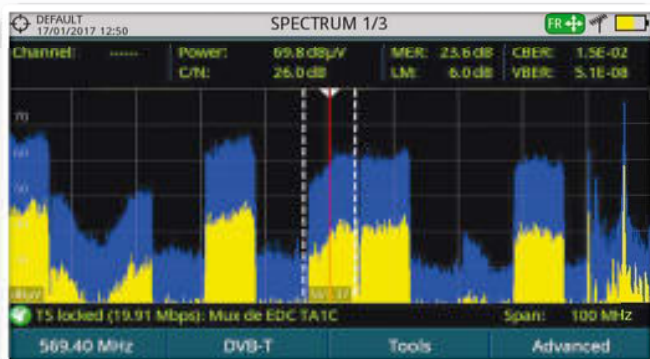 DEFAULT
17/01/2017 12:50
SPECTRUM 1/3
FR
Channel: ------ Power: 69.8 dBµV MER: 23.6 dB CBER: 1.5E-02
C/N: 26.0 dB LM: 6.0 dB VBER: 5.1E-08
70
60
50
dBµV
TS locked (19.91 Mbps): Mux de EDC TA1C Span: 100 MHz
569.40 MHz DVB-T Tools Advanced